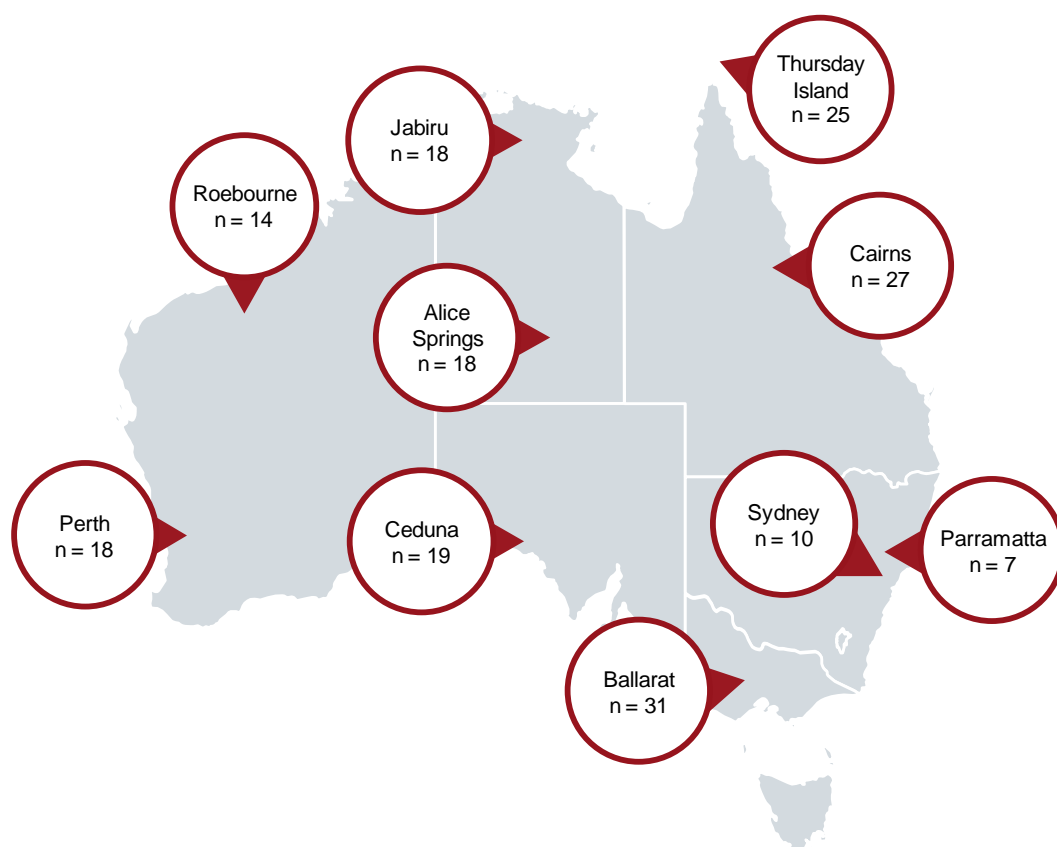 Thursday
Island
n = 25
Jabiru
n = 18
Roebourne
n = 14
Cairns
n = 27
Alice
Springs
n = 18
Perth
n = 18
Ceduna
n = 19
Sydney
n = 10
Parramatta
n = 7
Ballarat
n = 31